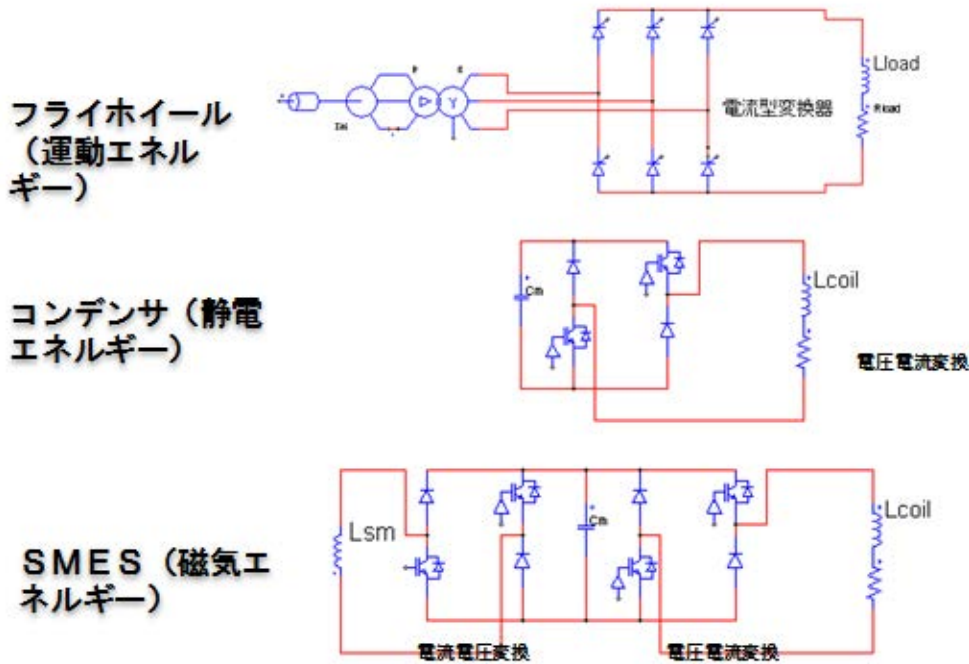 フライホイール
（運動エネル
ギー）
電流型変換器
Lload
Rload
コンデンサ（静電
エネルギー）
Cm
Lcoil
電圧電流変換
ＳＭＥＳ（磁気エ
ネルギー）
Lsm
Cm
Lcoil
電流電圧変換
電圧電流変換